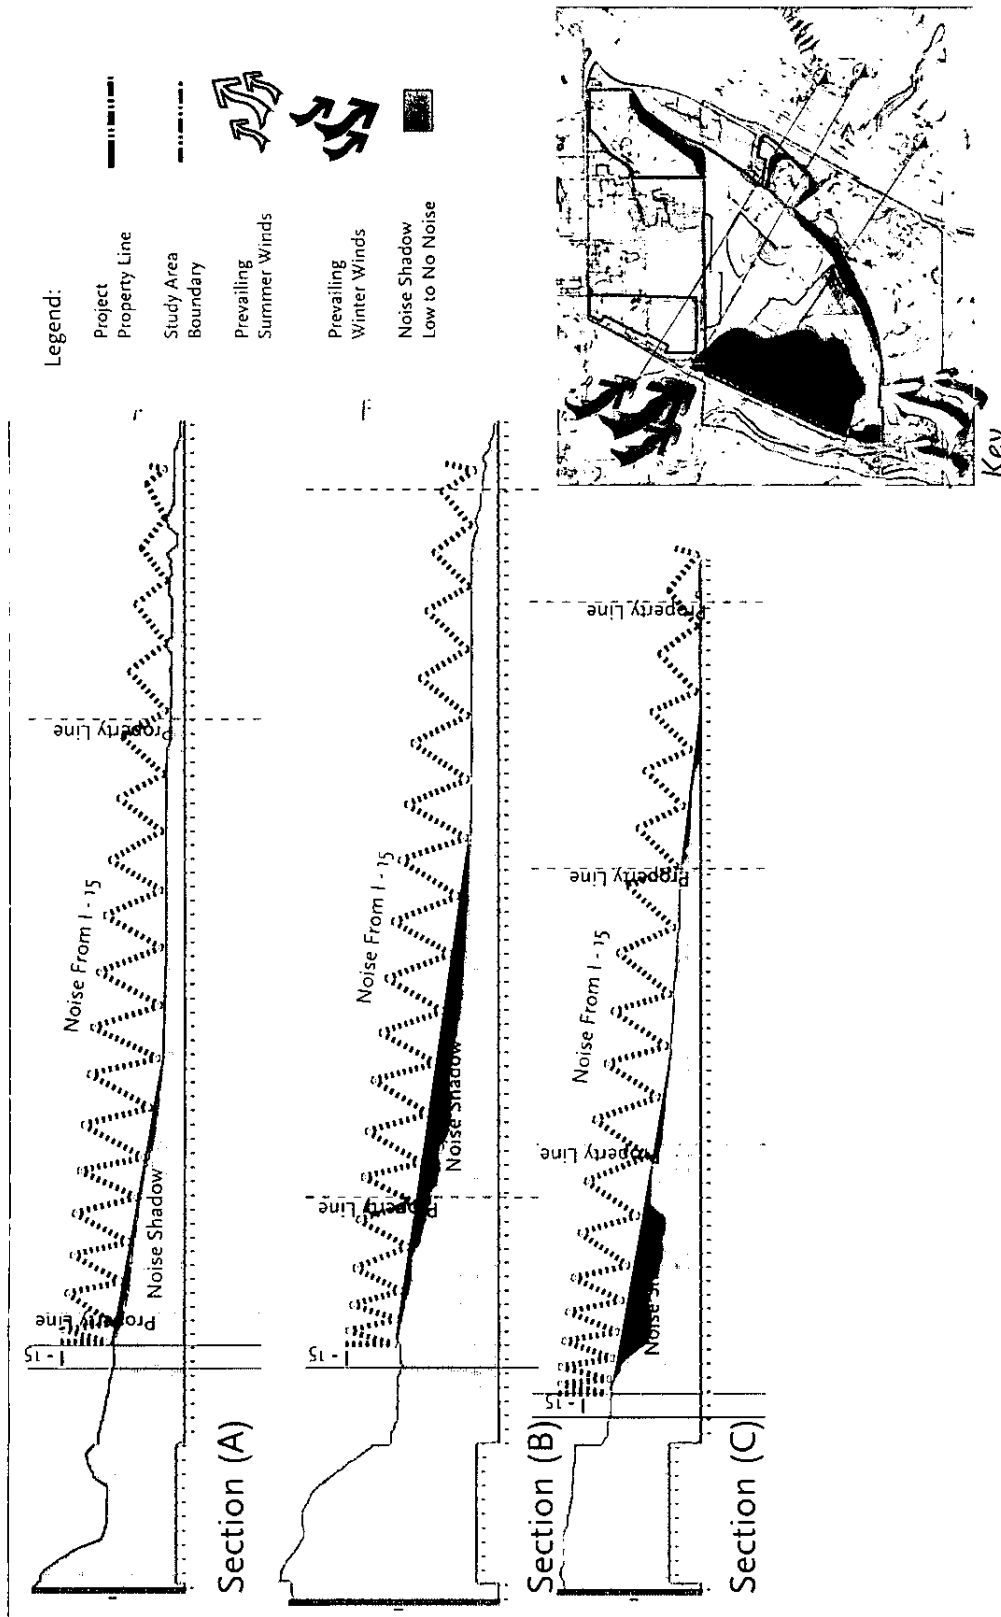 Legend:
Project
Property Line
Study Area
Boundary
Prevailing
Summer Winds
Prevailing
Winter Winds
Noise Shadow
Low to No Noise
I - 15
Property Line
Noise Shadow
Noise From I - 15
Property Line
Section (A)
I - 15
Property Line
Noise Shadow
Noise From I - 15
Section (B)
I - 15
Property Line
Noise From I - 15
Property Line
Property Line
Section (C)
Key